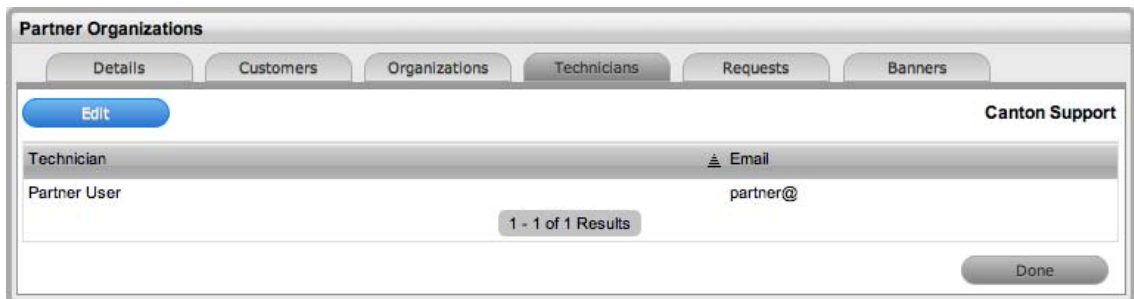 Partner Organizations
Details Customers Organizations Technicians Requests Banners
Edit Canton Support
Technician Email
Partner User partner@
1 - 1 of 1 Results
Done